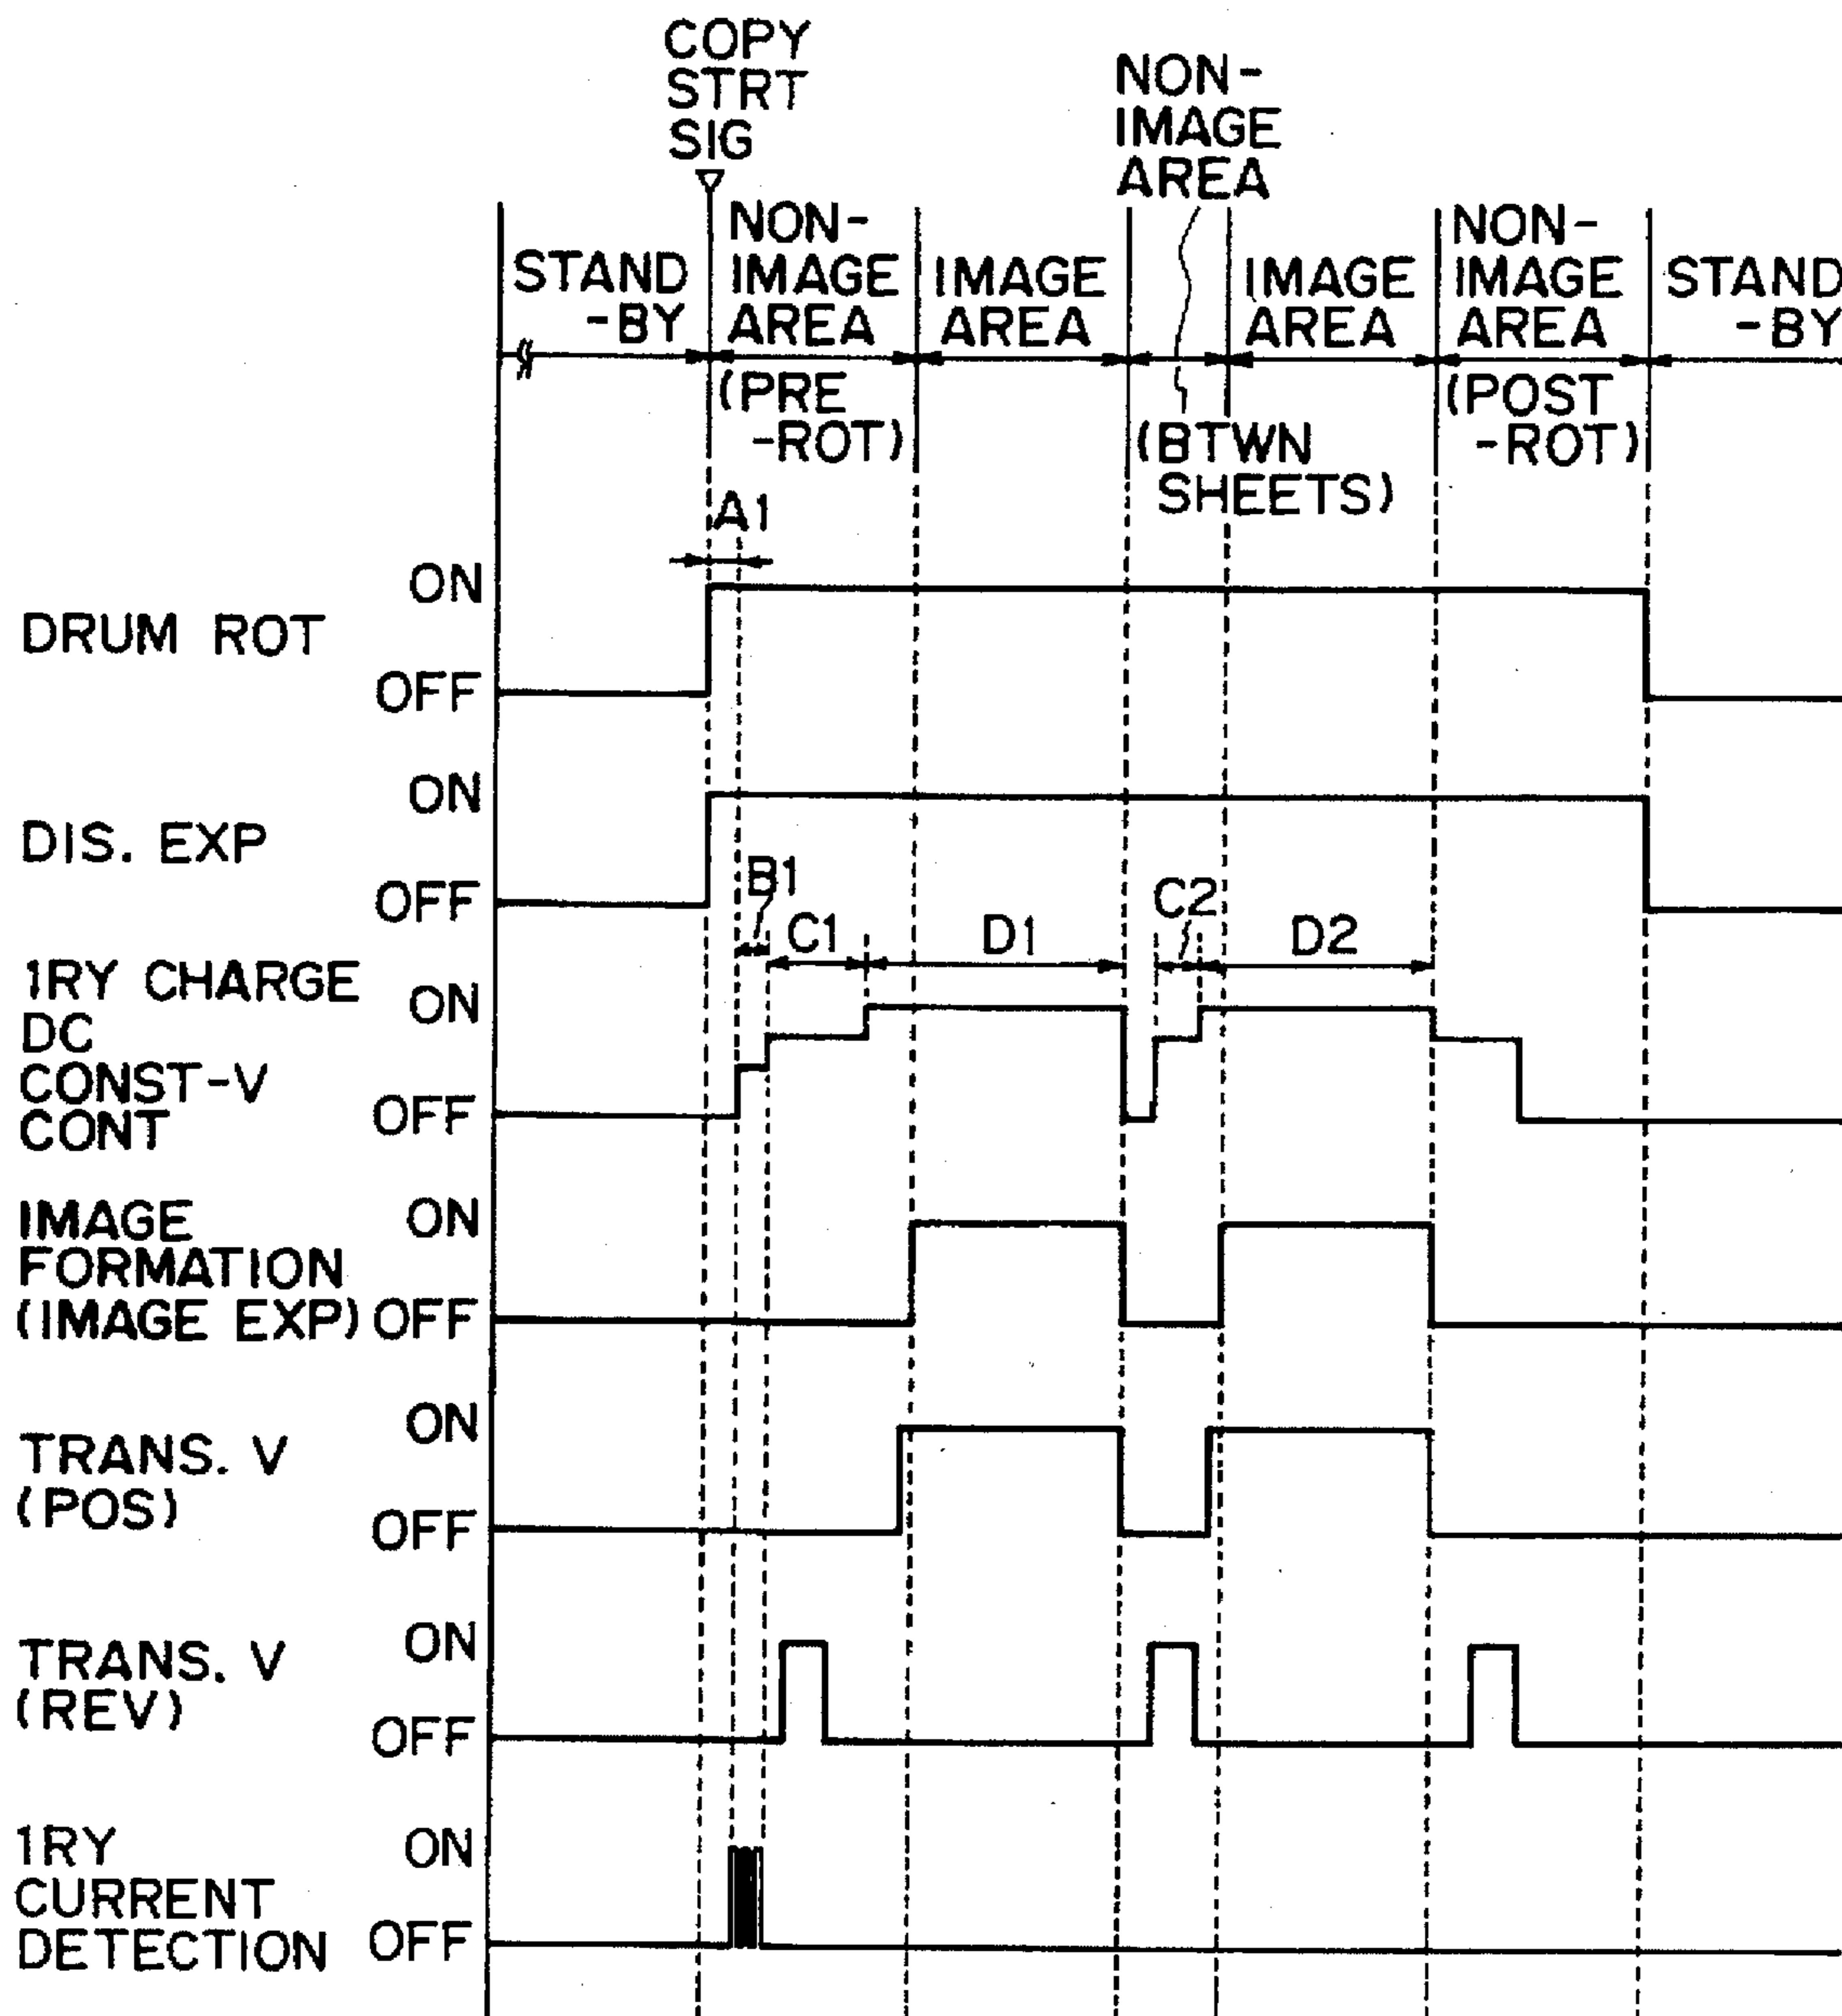 COPY
STRT
SIG
NON-
IMAGE
AREA
STAND
-BY
NON-
IMAGE
AREA
(PRE
-ROT)
IMAGE
AREA
(BTWN
SHEETS)
IMAGE
AREA
NON-
IMAGE
AREA
(POST
-ROT)
STAND
-BY
A1
DRUM ROT
ON
OFF
DIS. EXP
ON
OFF
B1
C1
D1
C2
D2
1RY CHARGE
DC
CONST-V
CONT
ON
OFF
IMAGE
FORMATION
(IMAGE EXP)
ON
OFF
TRANS. V
(POS)
ON
OFF
TRANS. V
(REV)
ON
OFF
1RY
CURRENT
DETECTION
ON
OFF